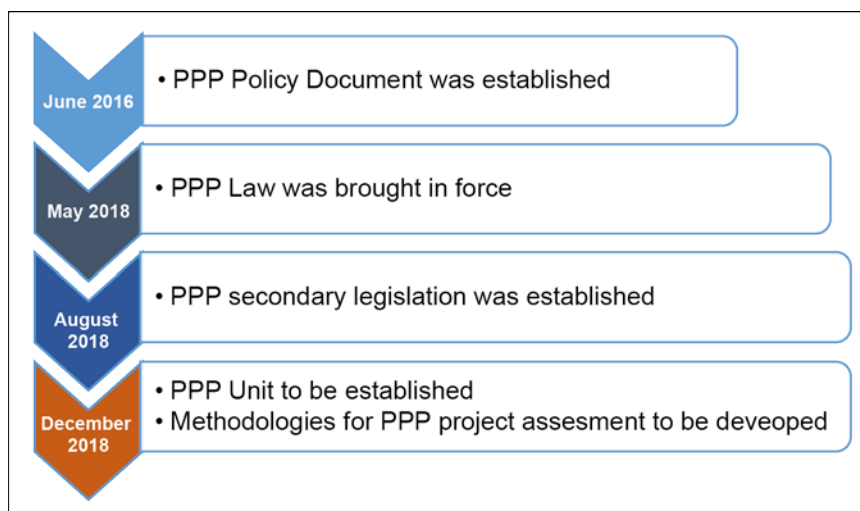 June 2016
• PPP Policy Document was established
May 2018
• PPP Law was brought in force
August
2018
• PPP secondary legislation was established
December
2018
• PPP Unit to be established
• Methodologies for PPP project assesment to be deveoped